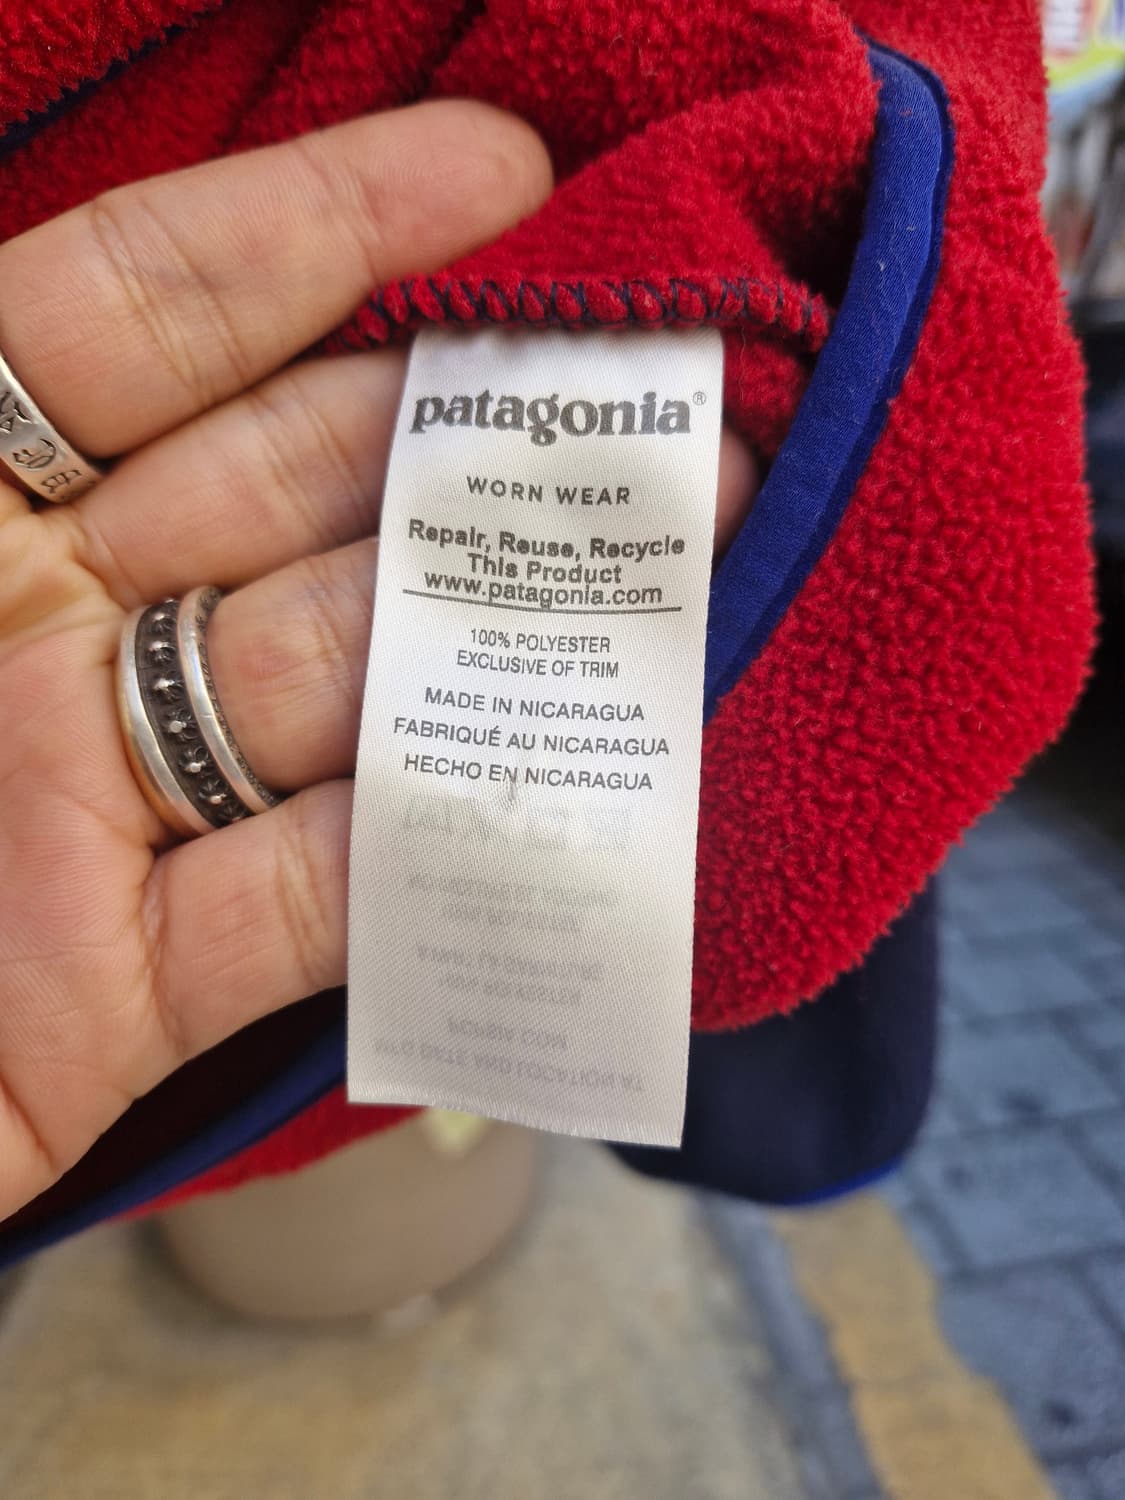 patagonia®
WORN WEAR
Repair, Reuse, Recycle
This Product
www.patagonia.com
100% POLYESTER
EXCLUSIVE OF TRIM
MADE IN NICARAGUA
FABRIQUÉ AU NICARAGUA
HECHO EN NICARAGUA